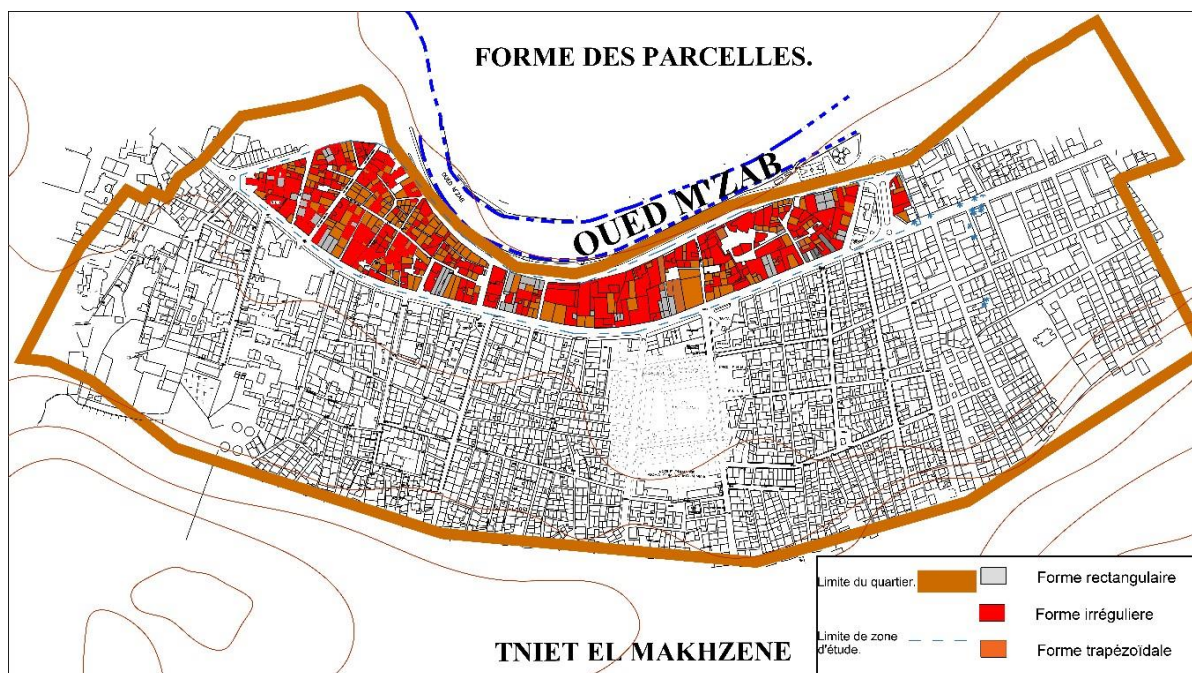 FORME DES PARCELLES.
OUED M'ZAB
OUED M'ZAB
TNIET EL MAKHZENE
Limite du quartier.
Forme rectangulaire
Forme irréguliere
Limite de zone
d'étude.
Forme trapézoïdale